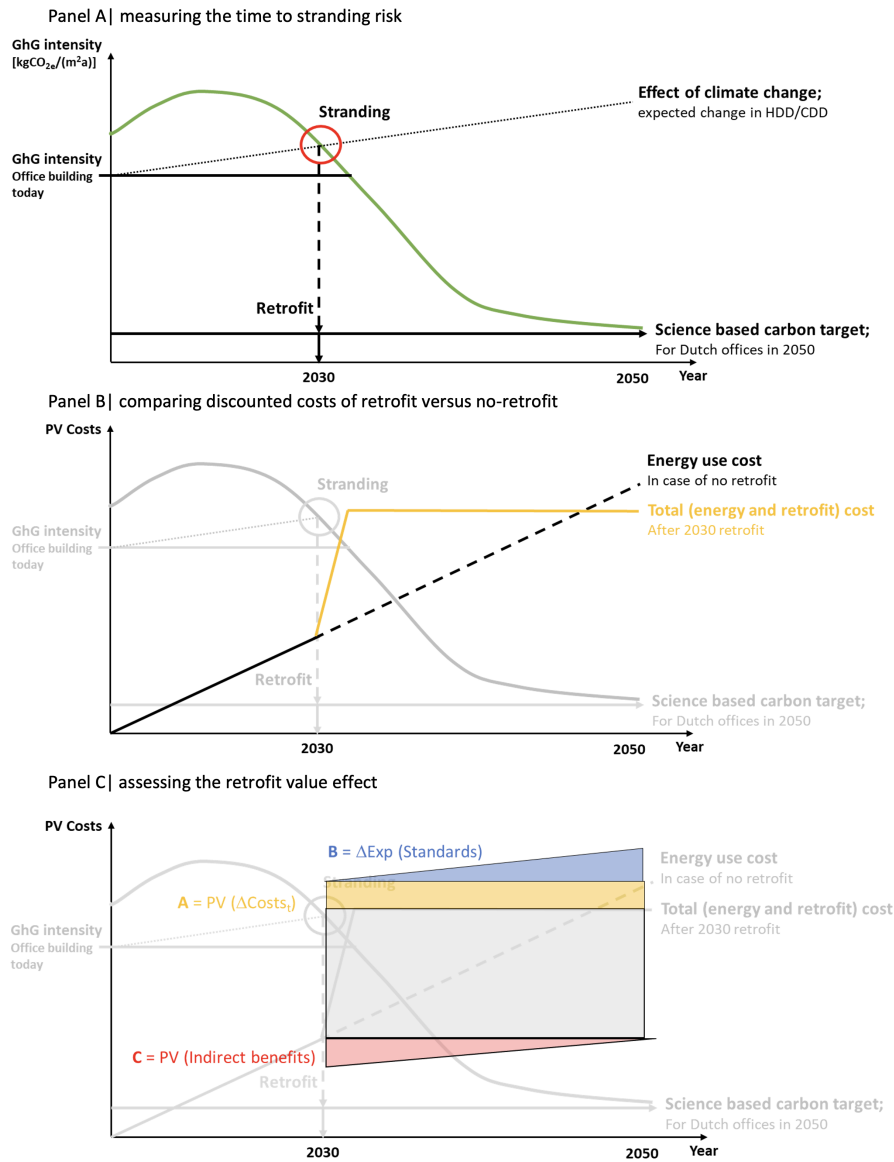 Panel A| measuring the time to stranding risk
GhG intensity
[kgCO2e/(m2a)]
Effect of climate change;
expected change in HDD/CDD
Stranding
GhG intensity
Office building
today
Retrofit
Science based carbon target;
For Dutch offices in 2050
2030
2050
Year
Panel B| comparing discounted costs of retrofit versus no-retrofit
PV Costs
Energy use cost
In case of no retrofit
Stranding
Total (energy and retrofit) cost
After 2030 retrofit
GhG intensity
Office building
today
Retrofit
Science based carbon target;
For Dutch offices in 2050
2030
2050
Year
Panel C| assessing the retrofit value effect
PV Costs
B = ΔExp (Standards)
Energy use cost
In case of no retrofit
Stranding
A = PV (ΔCostst)
Total (energy and retrofit) cost
After 2030 retrofit
GhG intensity
Office building
today
C = PV (Indirect benefits)
Retrofit
Science based carbon target;
For Dutch offices in 2050
2030
2050
Year